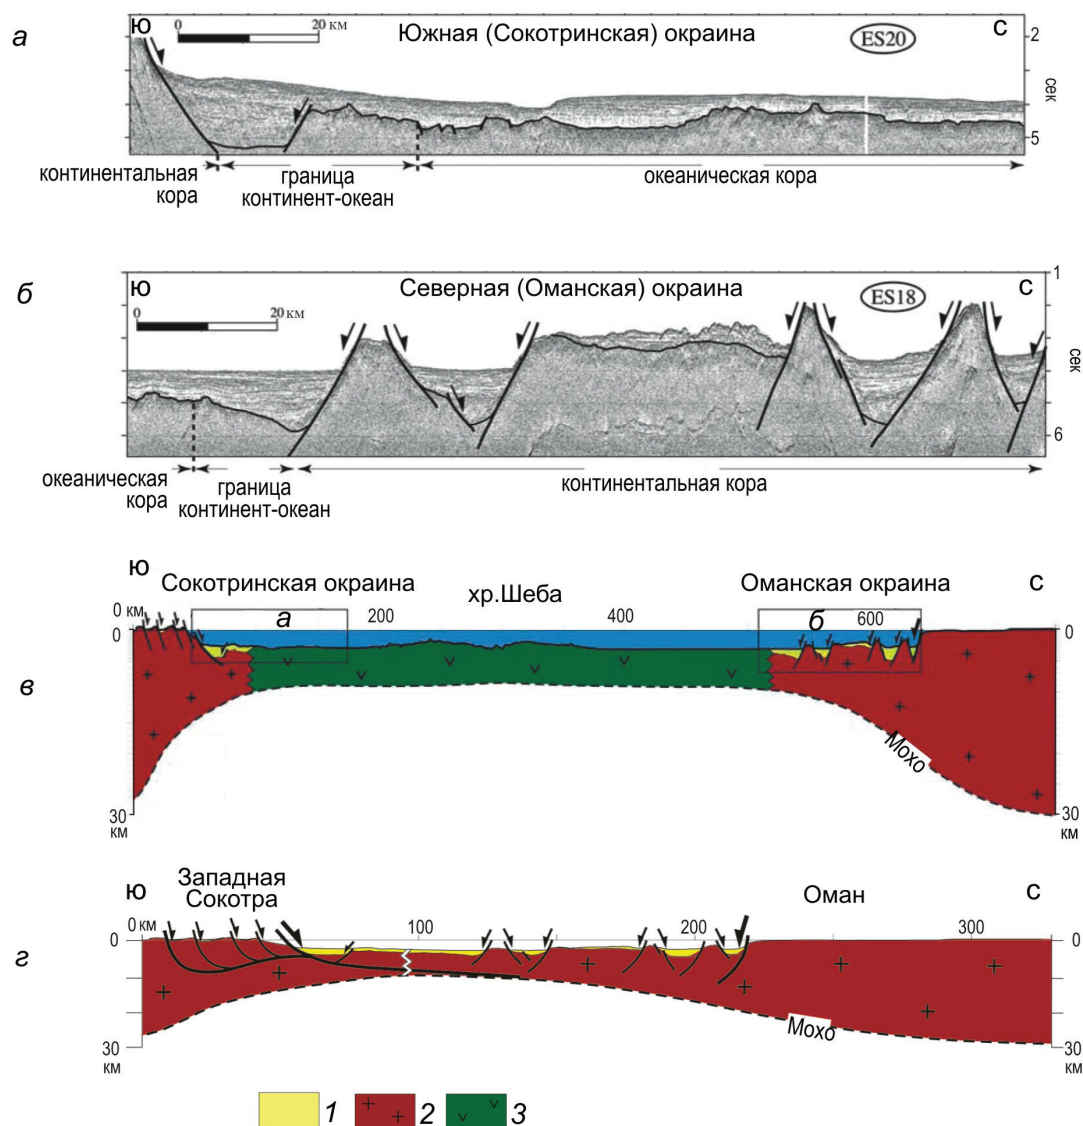 а
Ю
20 км
Южная (Сокотринская) окраина
ES20
С
2
сек
5
континентальная
кора
граница
континент-океан
океаническая кора
б
Ю
0
20 км
Северная (Оманская) окраина
ES18
С
1
сек
6
океаническая
кора
граница
континент-океан
континентальная кора
в
Ю
Сокотринская окраина
хр.Шеба
Оманская окраина
С
0 км
а
200
400
б
600
0
0
Мохо
30
км
30
км
г
Ю
Западная
Сокотра
Оман
С
0 км
100
200
300
0
0
Мохо
30
км
30
км
1
2
3